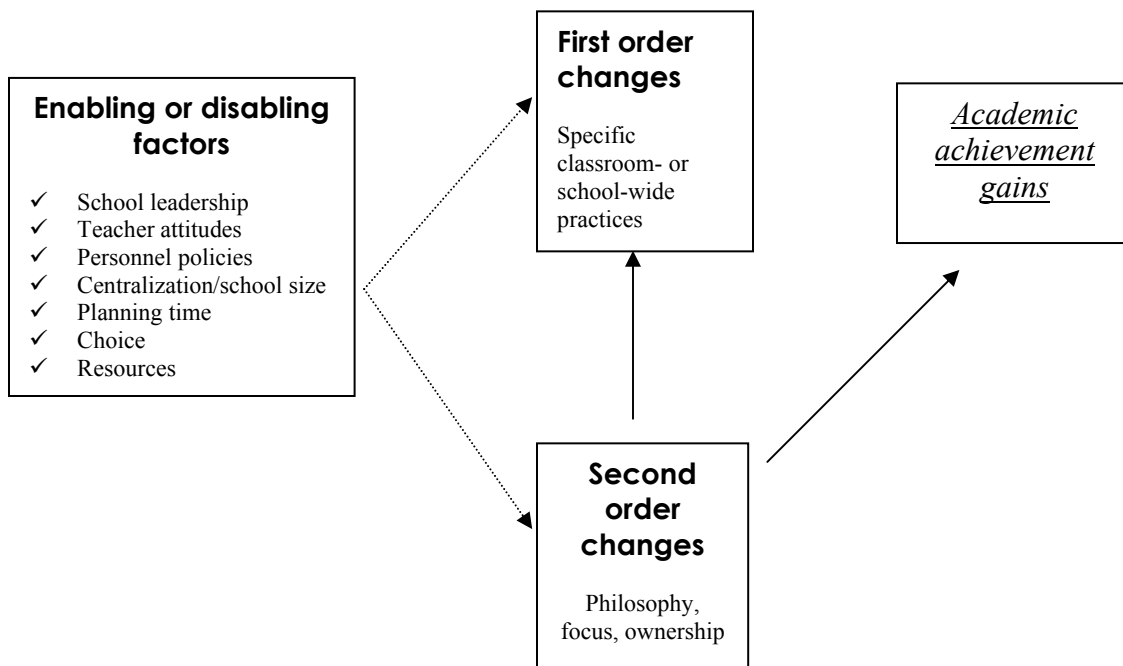 Enabling or disabling
factors
✓ School leadership
✓ Teacher attitudes
✓ Personnel policies
✓ Centralization/school size
✓ Planning time
✓ Choice
✓ Resources
First order
changes
Specific
classroom- or
school-wide
practices
Academic
achievement
gains
Second
order
changes
Philosophy,
focus, ownership